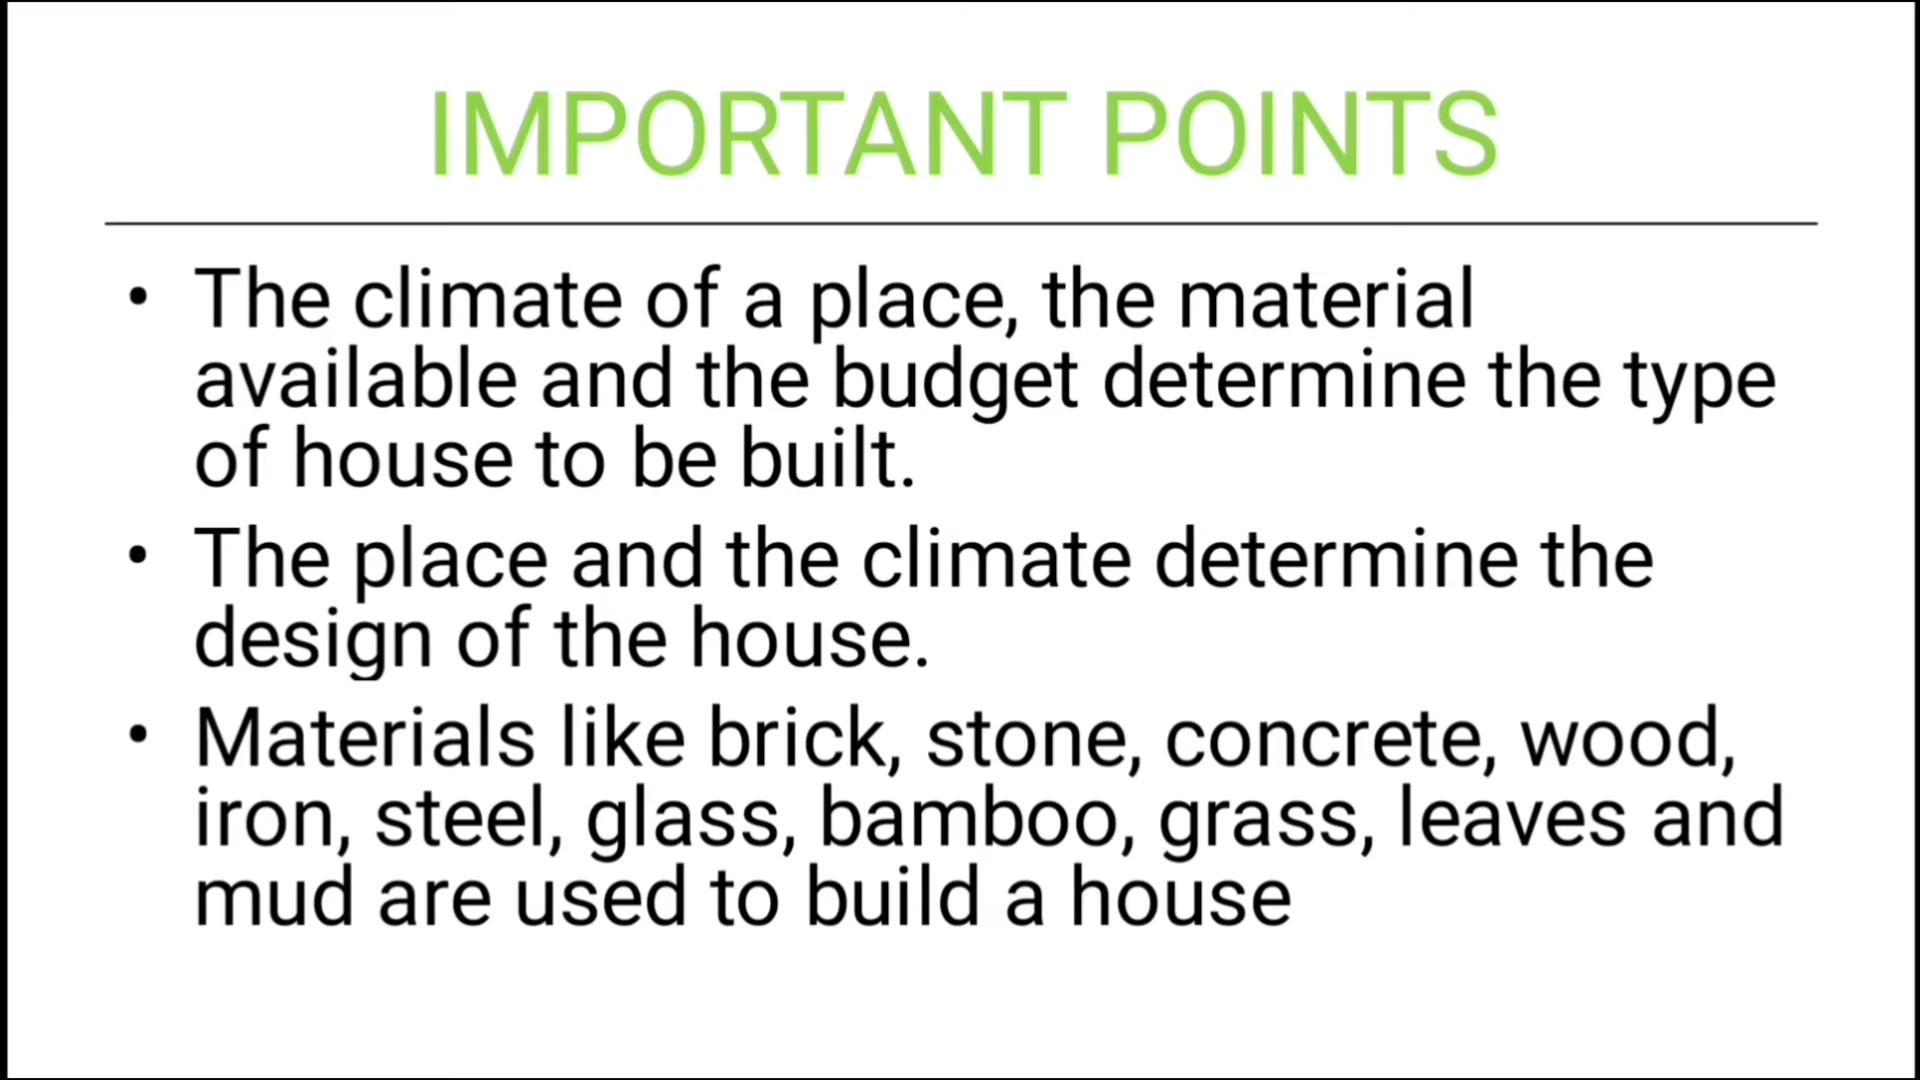 IMPORTANT POINTS
• The climate of a place, the material
available and the budget determine the type
of house to be built.
• The place and the climate determine the
design of the house.
• Materials like brick, stone, concrete, wood,
iron, steel, glass, bamboo, grass, leaves and
mud are used to build a house